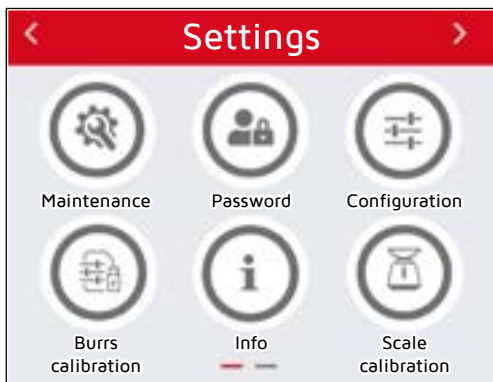 Settings
Maintenance Password Configuration
Burrs Info Scale
calibration calibration